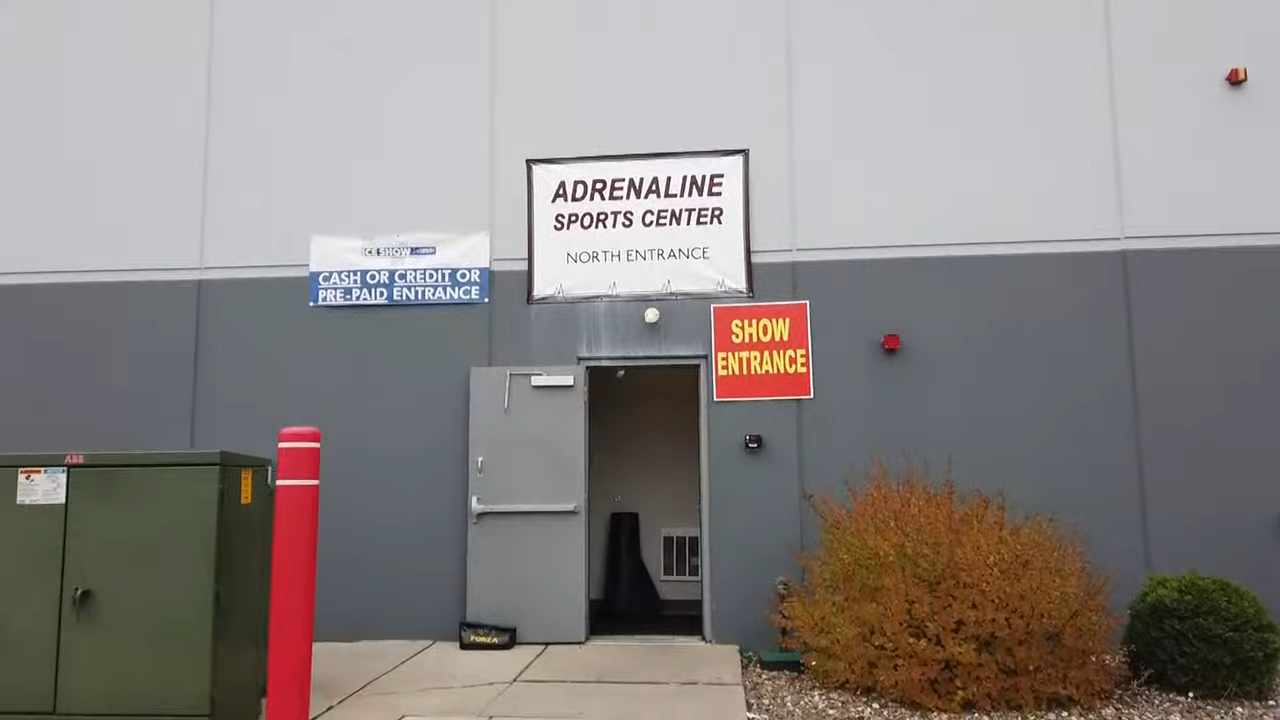 ADRENALINE
SPORTS CENTER
NORTH ENTRANCE
ICE SHOW
CASH OR CREDIT OR
PRE-PAID ENTRANCE
SHOW
ENTRANCE
ABB
FORZA